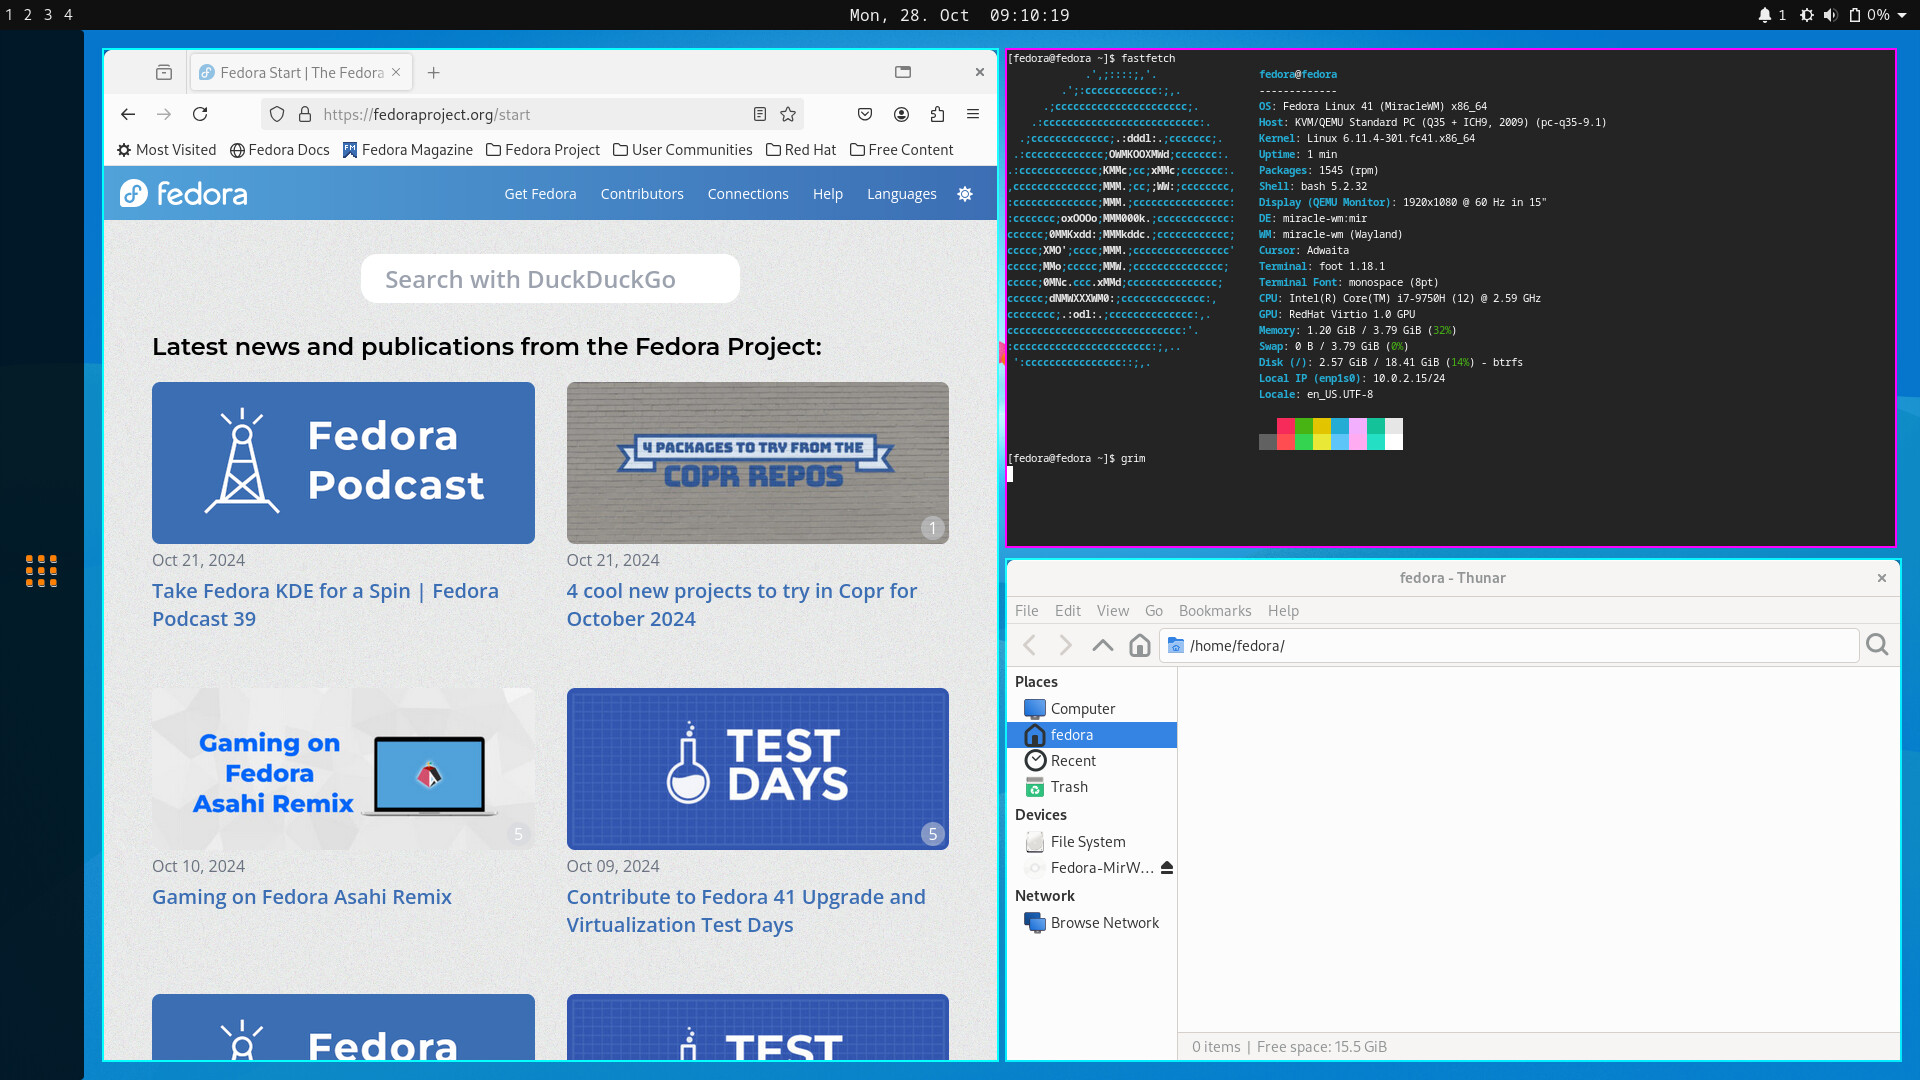 1 2 3 4
Mon, 28. Oct 09:10:19
1
0%
Fedora Start | The Fedora
https://fedoraproject.org/start
Most Visited
Fedora Docs
Fedora Magazine
Fedora Project
User Communities
Red Hat
Free Content
fedora
Get Fedora
Contributors
Connections
Help
Languages
Search with DuckDuckGo
Latest news and publications from the Fedora Project:
Fedora
Podcast
Oct 21, 2024
Take Fedora KDE for a Spin | Fedora
Podcast 39
4 PACKAGES TO TRY FROM THE
COPR REPOS
1
Oct 21, 2024
4 cool new projects to try in Copr for
October 2024
Gaming on
Fedora
Asahi Remix
5
Oct 10, 2024
Gaming on Fedora Asahi Remix
TEST
DAYS
5
Oct 09, 2024
Contribute to Fedora 41 Upgrade and
Virtualization Test Days
Fedora
TEST
[fedora@fedora ~]$ fastfetch
fedora@fedora
-------------
OS: Fedora Linux 41 (MiracleWM) x86_64
Host: KVM/QEMU Standard PC (Q35 + ICH9, 2009) (pc-q35-9.1)
Kernel: Linux 6.11.4-301.fc41.x86_64
Uptime: 1 min
Packages: 1545 (rpm)
Shell: bash 5.2.32
Display (QEMU Monitor): 1920x1080 @ 60 Hz in 15"
DE: miracle-wm:mir
WM: miracle-wm (Wayland)
Cursor: Adwaita
Terminal: foot 1.18.1
Terminal Font: monospace (8pt)
CPU: Intel(R) Core(TM) i7-9750H (12) @ 2.59 GHz
GPU: RedHat Virtio 1.0 GPU
Memory: 1.20 GiB / 3.79 GiB (32%)
Swap: 0 B / 3.79 GiB (0%)
Disk (/): 2.57 GiB / 18.41 GiB (14%) - btrfs
Local IP (enp1s0): 10.0.2.15/24
Locale: en_US.UTF-8
[fedora@fedora ~]$ grim
fedora - Thunar
File Edit View Go Bookmarks Help
/home/fedora/
Places
Computer
fedora
Recent
Trash
Devices
File System
Fedora-MirW...
Network
Browse Network
0 items | Free space: 15.5 GiB